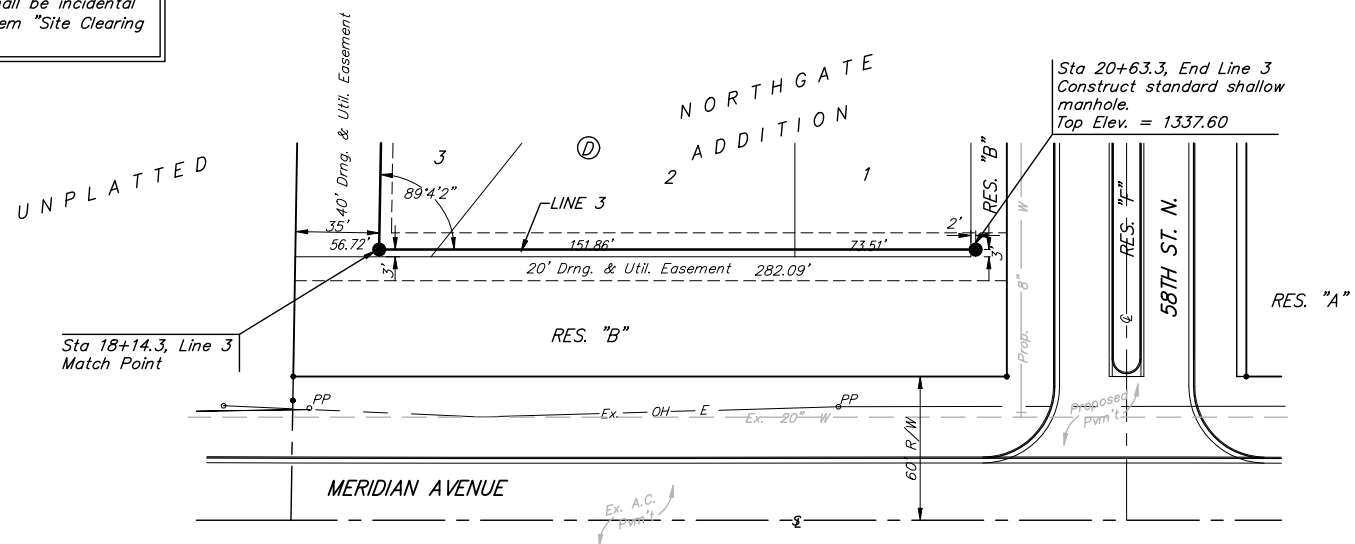 all be incidental
em "Site Clearing
40' Drng. & Util. Easement
NORTHGATE
ADDITION
UNPLATTED
Sta 20+63.3, End Line 3
Construct standard shallow
manhole.
Top Elev. = 1337.60
D
3
2
1
RES. "B"
89°4'2"
LINE 3
35'
56.72'
151.86'
73.51'
2'
3'
3'
20' Drng. & Util. Easement
282.09'
Prop. 8" W
RES. "F"
℄
58TH ST. N.
RES. "A"
RES. "B"
Sta 18+14.3, Line 3
Match Point
PP
PP
Ex. OH E
Ex. 20" W
Proposed
Pvm't
60' R/W
MERIDIAN AVENUE
Ex. A.C.
Pvm't
℄